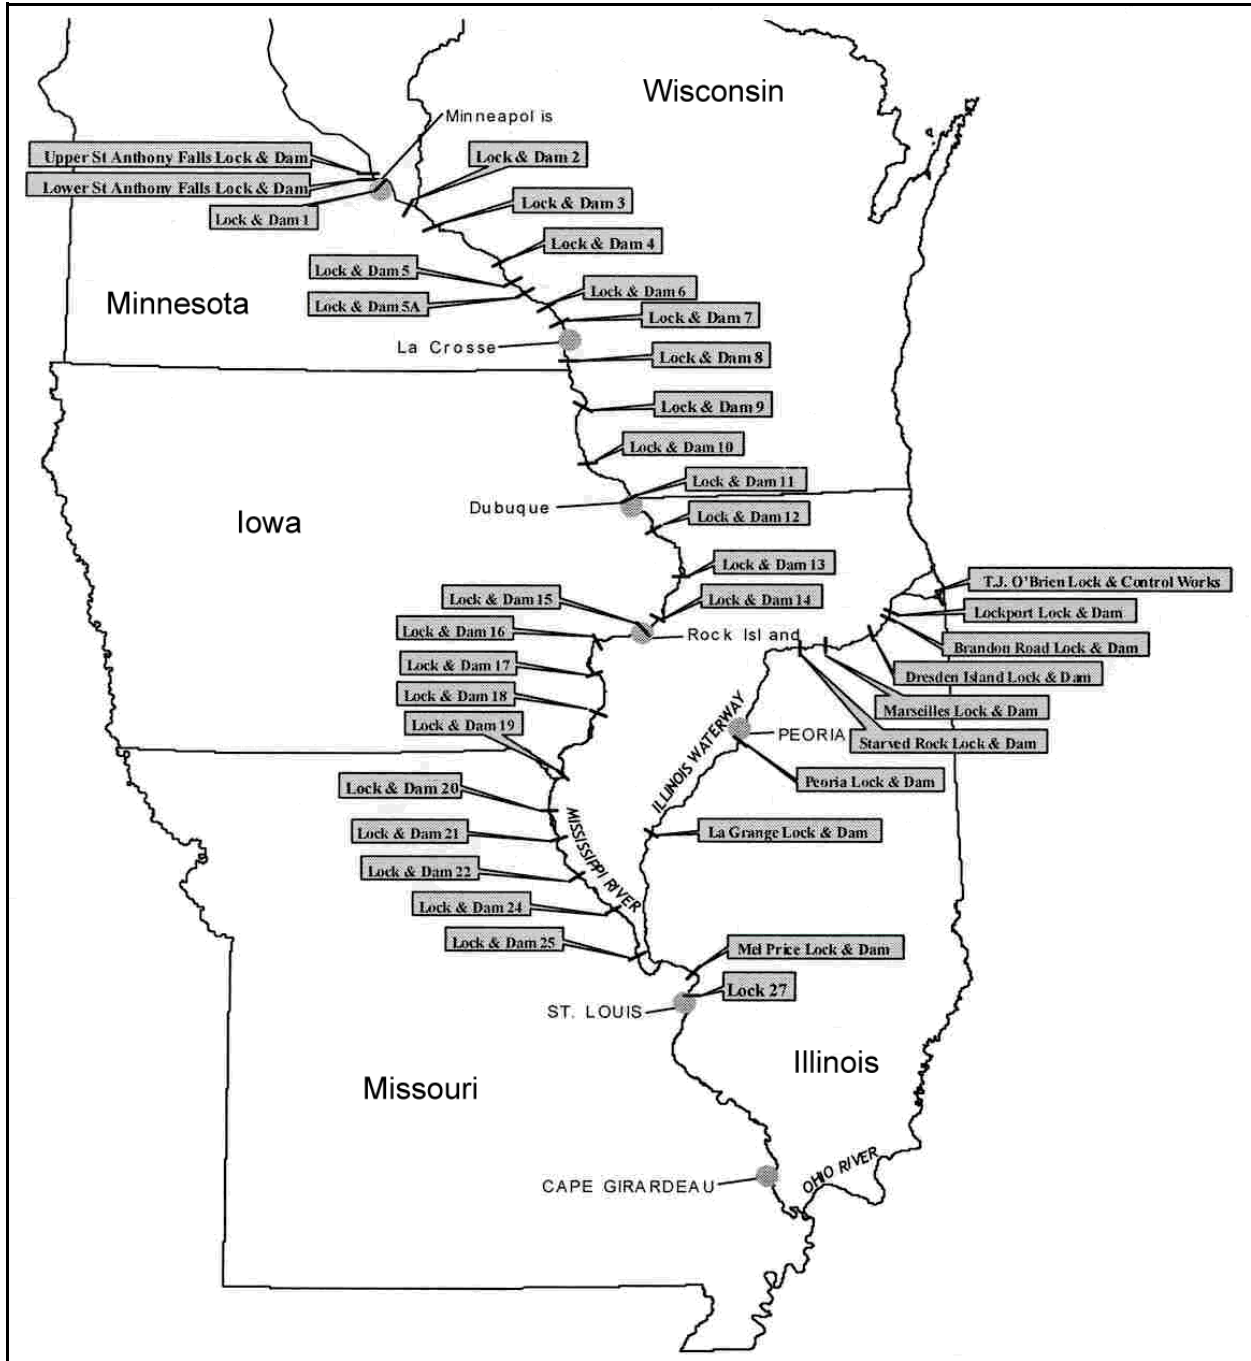 Wisconsin
Minneapolis
Upper St Anthony Falls Lock & Dam
Lock & Dam 2
Lower St Anthony Falls Lock & Dam
Lock & Dam 1
Lock & Dam 3
Lock & Dam 4
Lock & Dam 5
Lock & Dam 5A
Lock & Dam 6
Minnesota
Lock & Dam 7
La Crosse
Lock & Dam 8
Lock & Dam 9
Lock & Dam 10
Lock & Dam 11
Dubuque
Lock & Dam 12
Iowa
Lock & Dam 13
T.J. O'Brien Lock & Control Works
Lock & Dam 15
Lock & Dam 14
Lockport Lock & Dam
Lock & Dam 16
Rock Island
Brandon Road Lock & Dam
Lock & Dam 17
Dresden Island Lock & Dam
Lock & Dam 18
Marseilles Lock & Dam
Lock & Dam 19
ILLINOIS WATERWAY
PEORIA
Starved Rock Lock & Dam
Lock & Dam 20
Peoria Lock & Dam
Lock & Dam 21
MISSISSIPPI RIVER
La Grange Lock & Dam
Lock & Dam 22
Lock & Dam 24
Lock & Dam 25
Mel Price Lock & Dam
Lock 27
ST. LOUIS
Illinois
Missouri
OHIO RIVER
CAPE GIRARDEAU